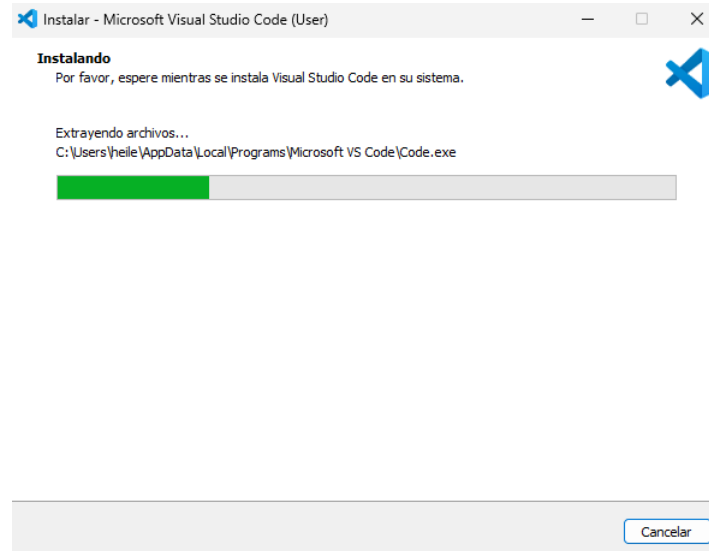 Instalar - Microsoft Visual Studio Code (User)
Instalando
Por favor, espere mientras se instala Visual Studio Code en su sistema.
Extrayendo archivos...
C:\Users\heile\AppData\Local\Programs\Microsoft VS Code\Code.exe
Cancelar